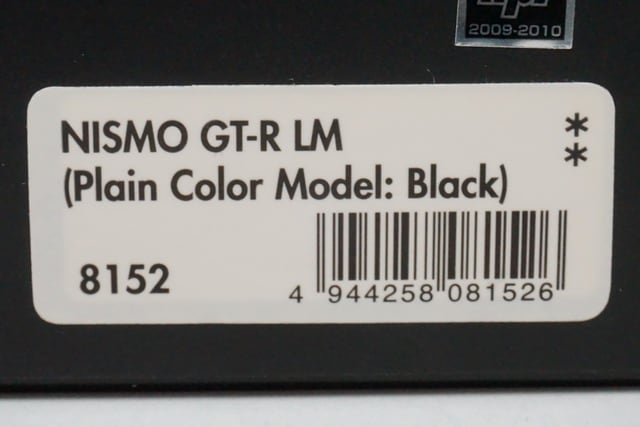 2009-2010
NISMO GT-R LM
**
(Plain Color Model: Black)
8152
4 944258 081526